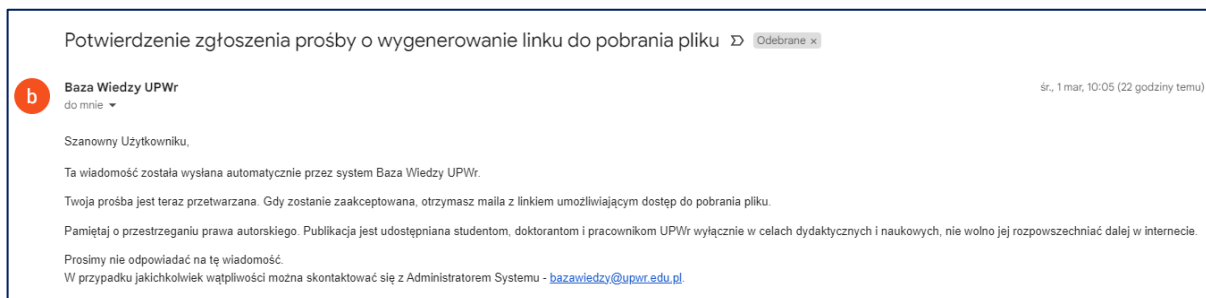 Potwierdzenie zgłoszenia prośby o wygenerowanie linku do pobrania pliku Odebrane ×
b
Baza Wiedzy UPWr
śr., 1 mar, 10:05 (22 godziny temu)
do mnie
Szanowny Użytkowniku,
Ta wiadomość została wysłana automatycznie przez system Baza Wiedzy UPWr.
Twoja prośba jest teraz przetwarzana. Gdy zostanie zaakceptowana, otrzymasz maila z linkiem umożliwiającym dostęp do pobrania pliku.
Pamiętaj o przestrzeganiu prawa autorskiego. Publikacja jest udostępniana studentom, doktorantom i pracownikom UPWr wyłącznie w celach dydaktycznych i naukowych, nie wolno jej rozpowszechniać dalej w internecie.
Prosimy nie odpowiadać na tę wiadomość.
W przypadku jakichkolwiek wątpliwości można skontaktować się z Administratorem Systemu - bazawiedzy@upwr.edu.pl.